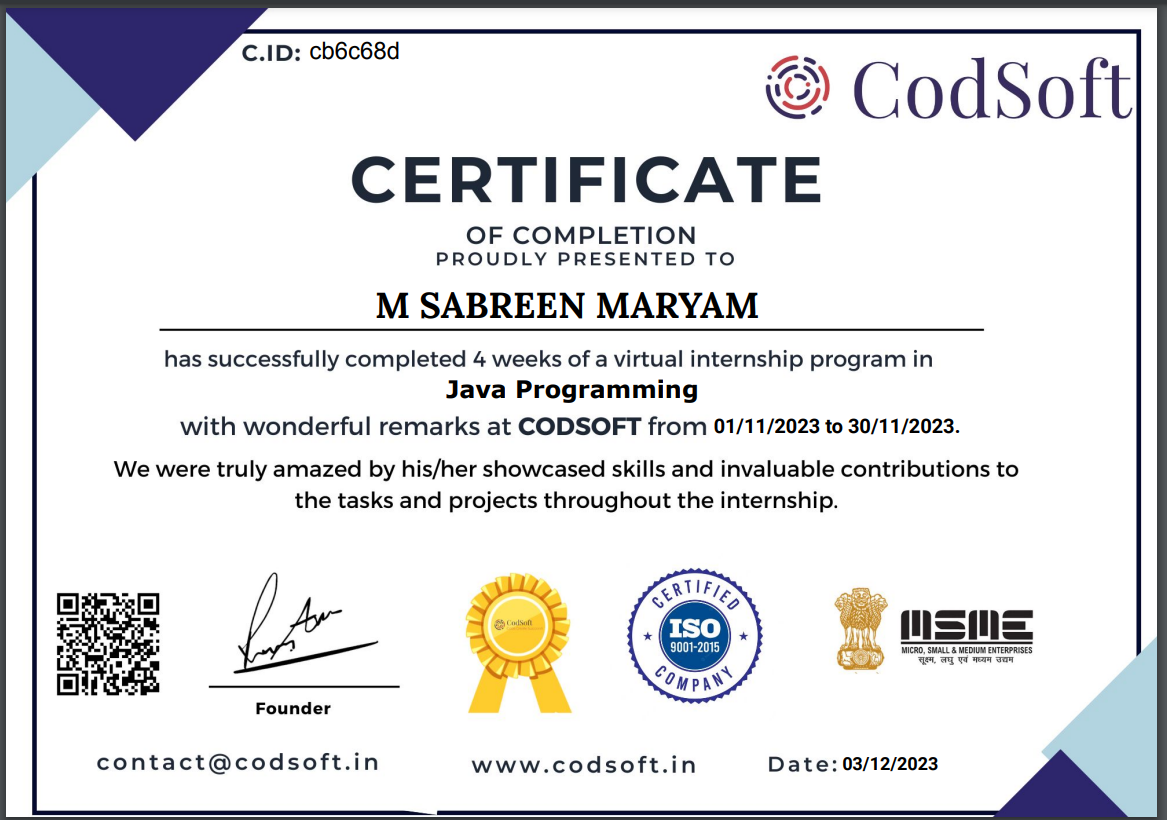 C.ID: cb6c68d
CodSoft
CERTIFICATE
OF COMPLETION
PROUDLY PRESENTED TO
M SABREEN MARYAM
has successfully completed 4 weeks of a virtual internship program in
Java Programming
with wonderful remarks at CODSOFT from 01/11/2023 to 30/11/2023.
We were truly amazed by his/her showcased skills and invaluable contributions to
the tasks and projects throughout the internship.
Founder
CodSoft
CERTIFIED
ISO
9001-2015
COMPANY
MSME
MICRO, SMALL & MEDIUM ENTERPRISES
सूक्ष्म, लघु एवं मध्यम उद्यम
contact@codsoft.in
www.codsoft.in
Date: 03/12/2023